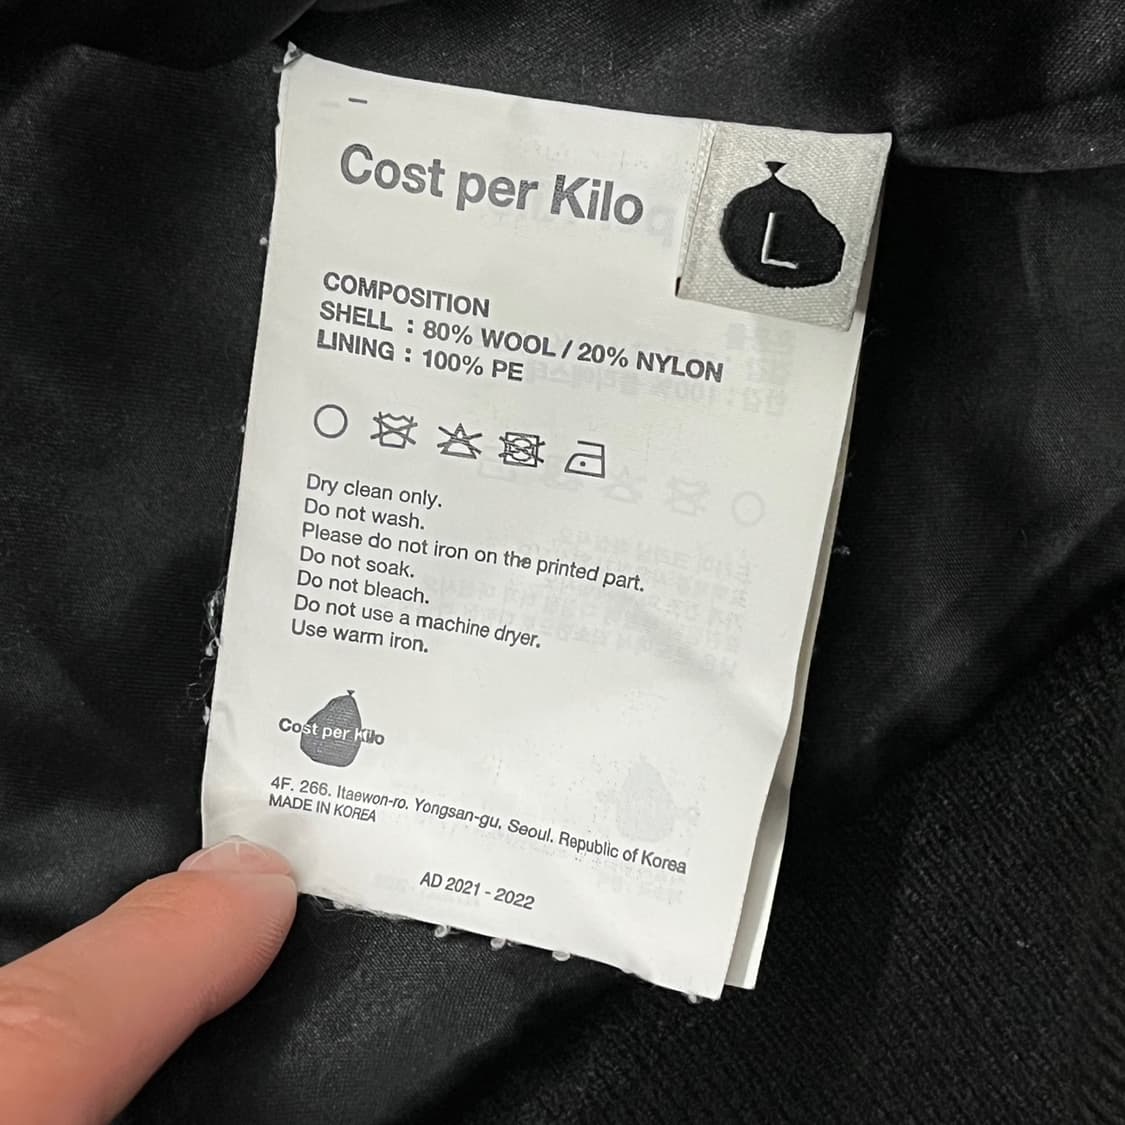 Cost per Kilo
L
COMPOSITION
SHELL : 80% WOOL / 20% NYLON
LINING : 100% PE
Dry clean only.
Do not wash.
Please do not iron on the printed part.
Do not soak.
Do not bleach.
Do not use a machine dryer.
Use warm iron.
Cost per Kilo
4F. 266. Itaewon-ro. Yongsan-gu. Seoul. Republic of Korea
MADE IN KOREA
AD 2021 - 2022